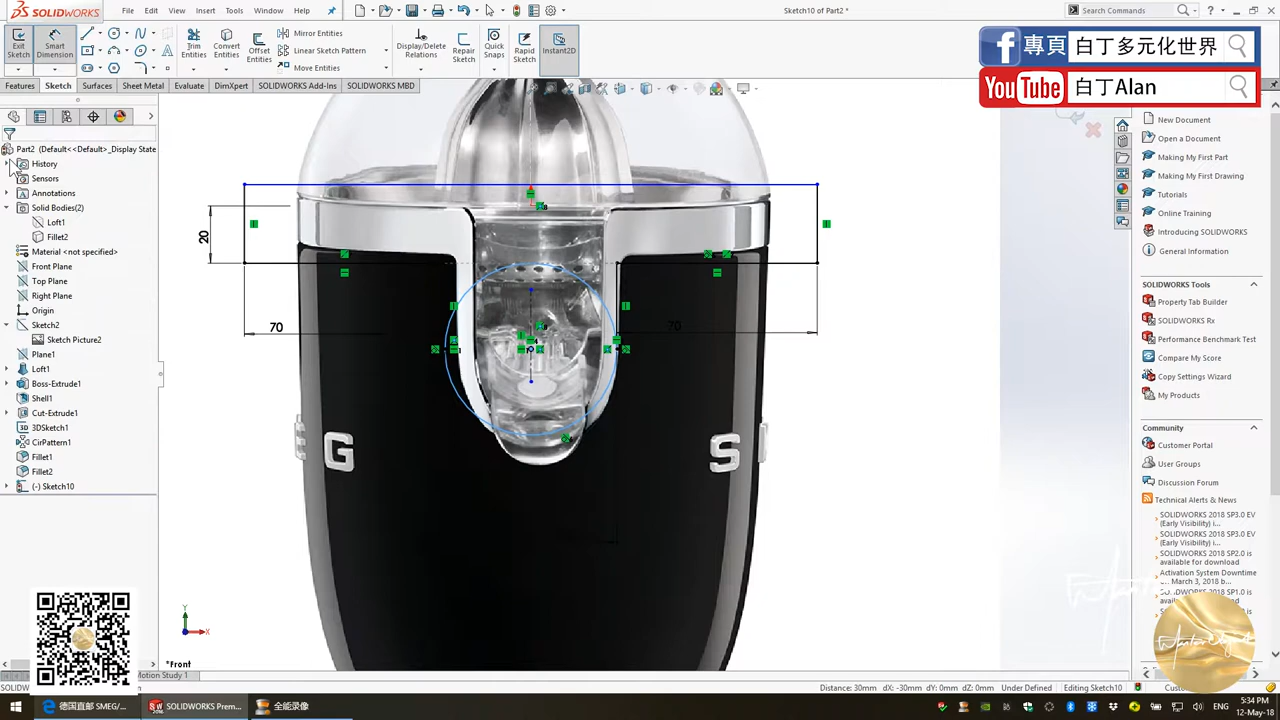 SOLIDWORKS
File Edit View Insert Tools Window Help
Sketch10 of Part2 *
Search Commands
Exit Sketch
Smart Dimension
Trim Entities
Convert Entities
Offset Entities
Mirror Entities
Linear Sketch Pattern
Move Entities
Display/Delete Relations
Repair Sketch
Quick Snaps
Rapid Sketch
Instant2D
專頁 白丁多元化世界
YouTube 白丁Alan
Features Sketch Surfaces Sheet Metal Evaluate DimXpert SOLIDWORKS Add-Ins SOLIDWORKS MBD
Part2 (Default<<Default>_Display State
History
Sensors
Annotations
Solid Bodies(2)
Loft1
Fillet2
Material <not specified>
Front Plane
Top Plane
Right Plane
Origin
Sketch2
Sketch Picture2
Plane1
Loft1
Boss-Extrude1
Shell1
Cut-Extrude1
3DSketch1
CirPattern1
Fillet1
Fillet2
(-) Sketch10
20
70
70
G
S
Y
X
*Front
New Document
Open a Document
Making My First Part
Making My First Drawing
Tutorials
Online Training
Introducing SOLIDWORKS
General Information
SOLIDWORKS Tools
Property Tab Builder
SOLIDWORKS Rx
Performance Benchmark Test
Compare My Score
Copy Settings Wizard
My Products
Community
Customer Portal
User Groups
Discussion Forum
Technical Alerts & News
SOLIDWORKS 2018 SP3.0 EV
(Early Visibility) i...
SOLIDWORKS 2018 SP3.0 EV
(Early Visibility) i...
SOLIDWORKS 2018 SP2.0 is
available for download
Activation System Downtime
March 3, 2018 b...
Motion Study 1
Distance: 30mm dX: -30mm dY: 0mm dZ: 0mm Under Defined Editing Sketch10
德国直邮 SMEG/...
SOLIDWORKS Prem...
全能录像
ENG
5:34 PM
12-May-18